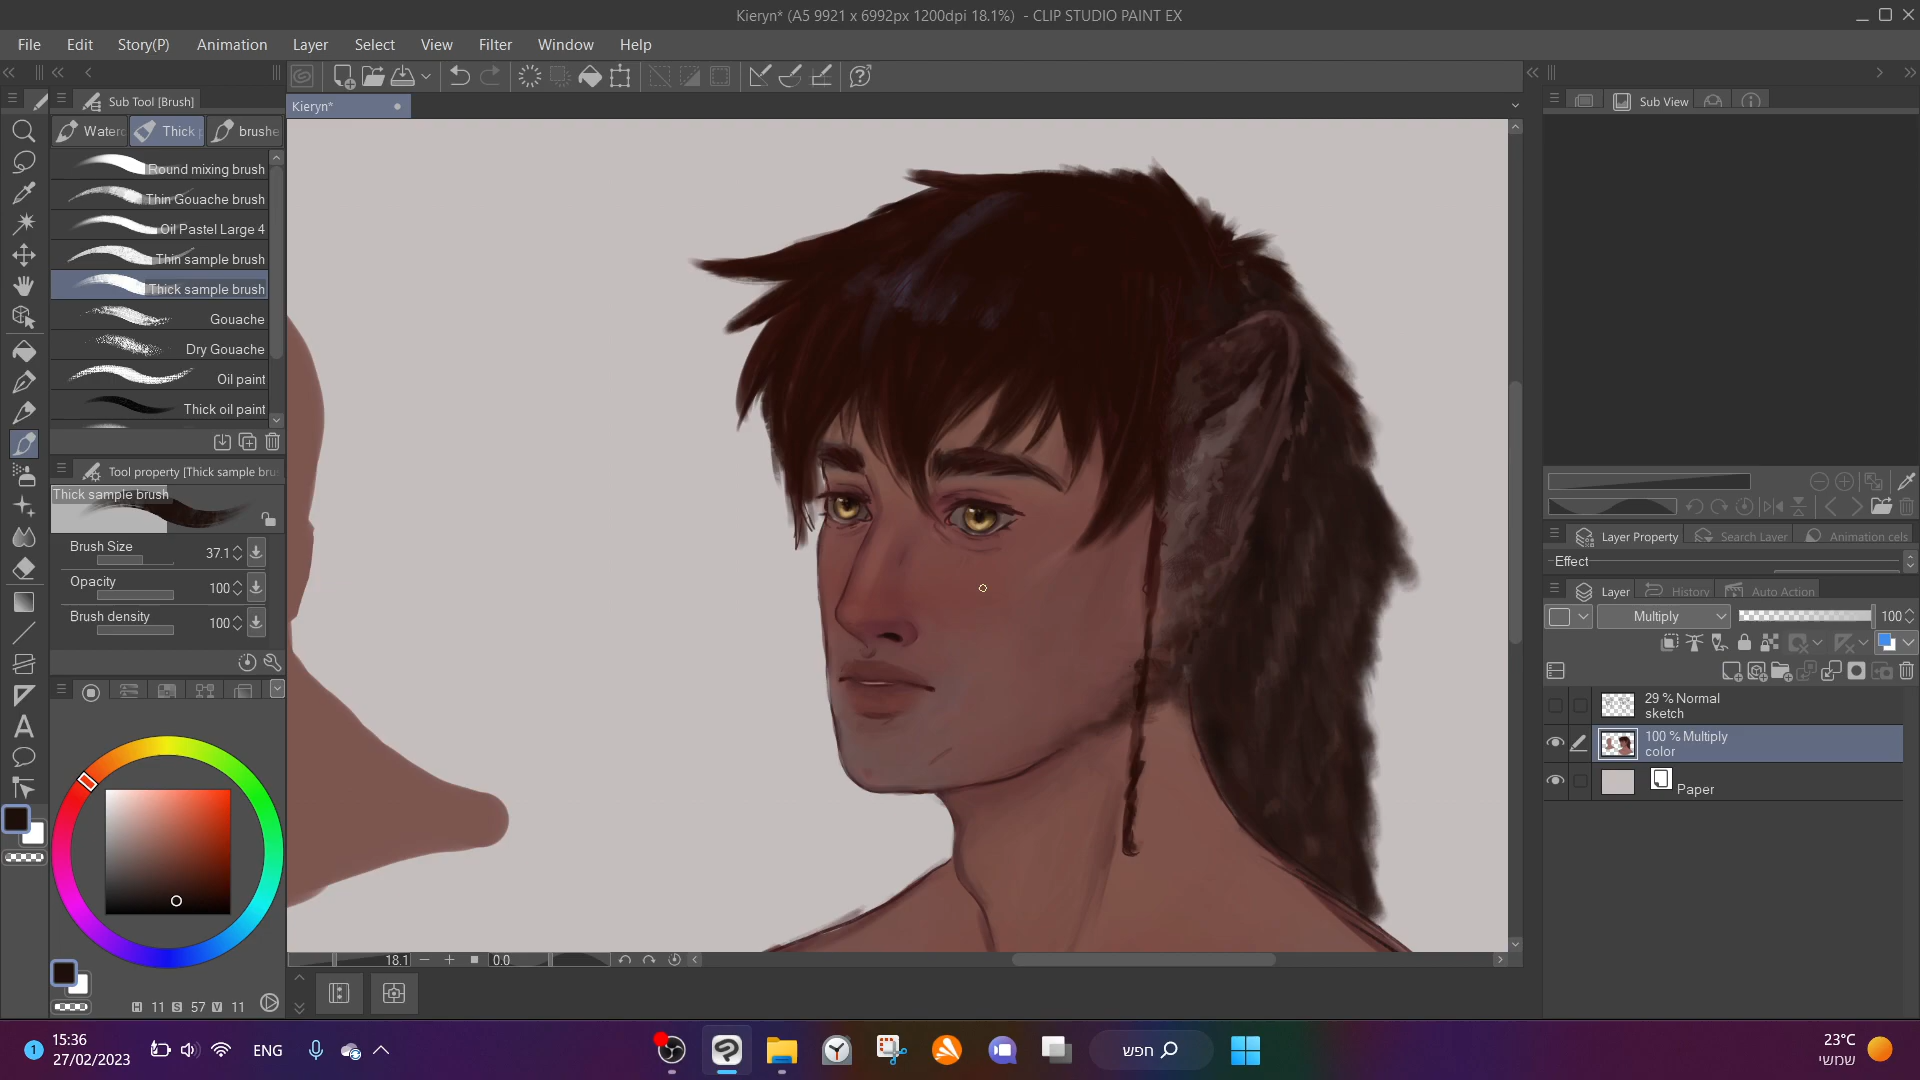 Kieryn* (A5 9921 x 6992px 1200dpi 18.1%) - CLIP STUDIO PAINT EX
File Edit Story(P) Animation Layer Select View Filter Window Help
Sub Tool [Brush]
Kieryn*
Sub View
Thick
brushe
Round mixing brush
Thin Gouache brush
Oil Pastel Large 4
Thin sample brush
Thick sample brush
Gouache
Dry Gouache
Oil paint
Thick oil paint
Tool property [Thick sample bru
Thick sample brush
Brush Size 37.1
Opacity 100
Brush density 100
H 11 S 57 V 11
18.1 0.0
Layer Property Search Layer Animation cels
Effect
Layer History Auto Action
Multiply 100
29 % Normal
sketch
100 % Multiply
color
Paper
1
15:36
27/02/2023
ENG
חפש
23°C
שמשי